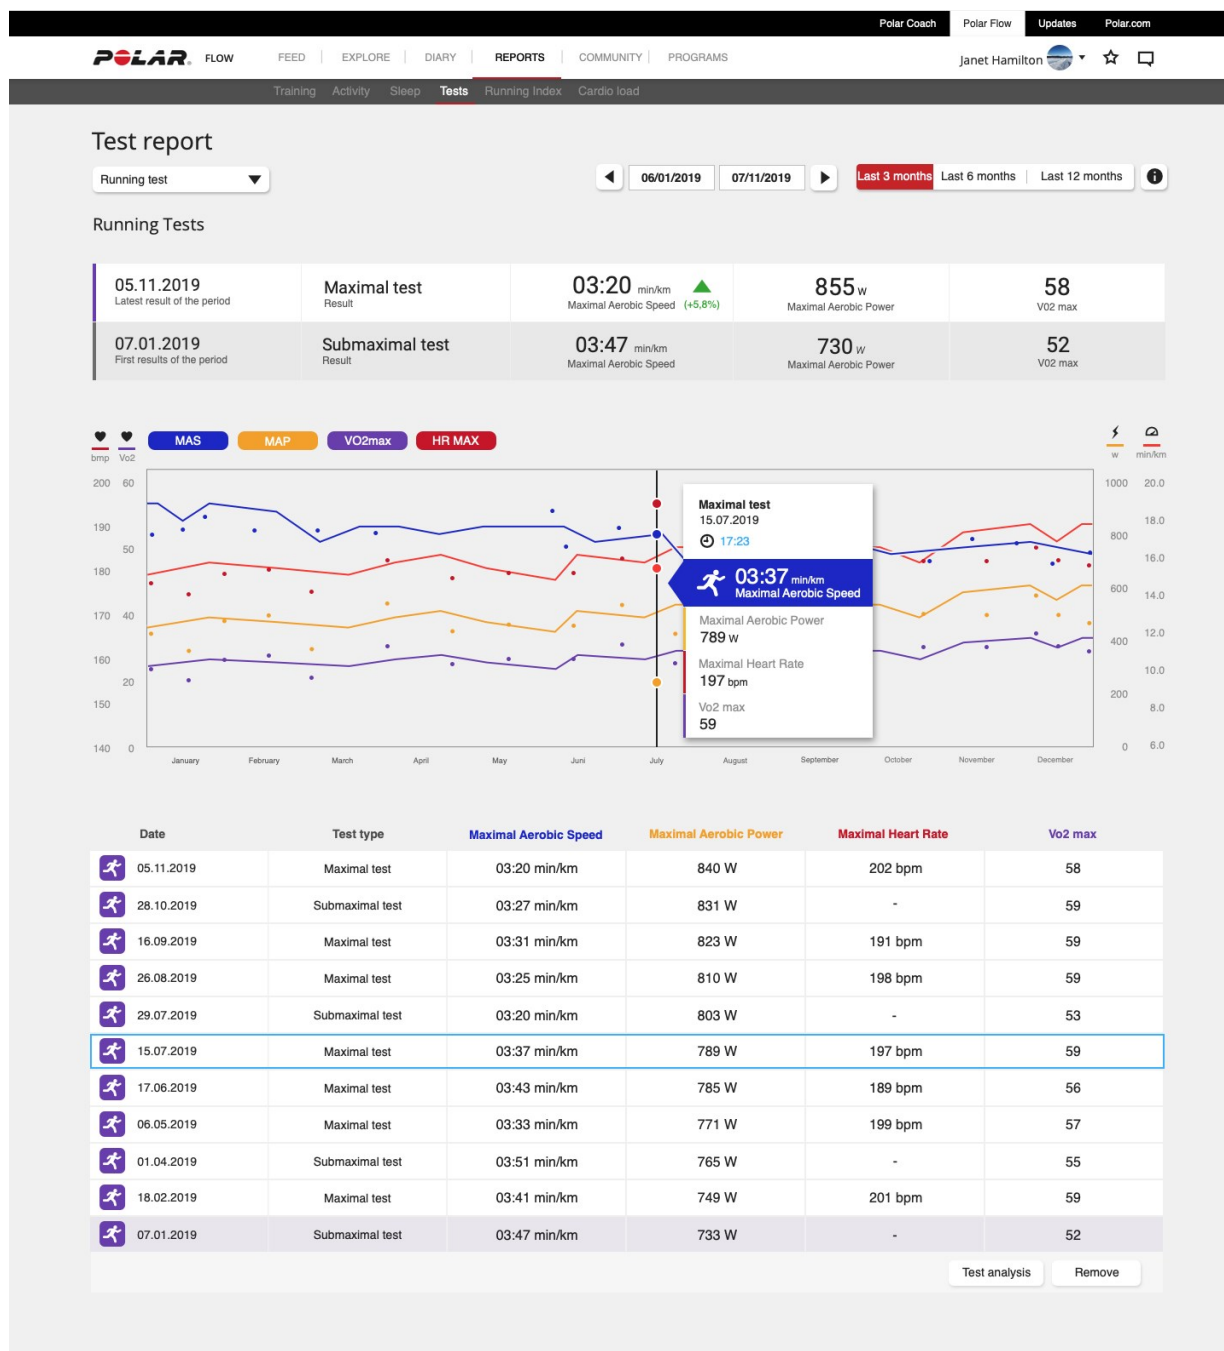 Polar Coach Polar Flow Updates Polar.com
POLAR. FLOW FEED EXPLORE DIARY REPORTS COMMUNITY PROGRAMS Janet Hamilton
Training Activity Sleep Tests Running Index Cardio load
Test report
Running test 06/01/2019 07/11/2019 Last 3 months Last 6 months Last 12 months
Running Tests
05.11.2019 Maximal test 03:20 min/km 855 w 58
Latest result of the period Result Maximal Aerobic Speed (+5,8%) Maximal Aerobic Power V02 max
07.01.2019 Submaximal test 03:47 min/km 730 w 52
First results of the period Result Maximal Aerobic Speed Maximal Aerobic Power V02 max
MAS MAP VO2max HR MAX
bmp Vo2 w min/km
200 60 1000 20.0
Maximal test
15.07.2019
17:23
03:37 min/km
Maximal Aerobic Speed
Maximal Aerobic Power
789 w
Maximal Heart Rate
197 bpm
Vo2 max
59
190 18.0
50 800
180 16.0
600 14.0
170 40
400 12.0
160 10.0
20 200
150 8.0
140 0 0 6.0
January February March April May Juni July August September October November December
Date Test type Maximal Aerobic Speed Maximal Aerobic Power Maximal Heart Rate Vo2 max
05.11.2019 Maximal test 03:20 min/km 840 W 202 bpm 58
28.10.2019 Submaximal test 03:27 min/km 831 W - 59
16.09.2019 Maximal test 03:31 min/km 823 W 191 bpm 59
26.08.2019 Maximal test 03:25 min/km 810 W 198 bpm 59
29.07.2019 Submaximal test 03:20 min/km 803 W - 53
15.07.2019 Maximal test 03:37 min/km 789 W 197 bpm 59
17.06.2019 Maximal test 03:43 min/km 785 W 189 bpm 56
06.05.2019 Maximal test 03:33 min/km 771 W 199 bpm 57
01.04.2019 Submaximal test 03:51 min/km 765 W - 55
18.02.2019 Maximal test 03:41 min/km 749 W 201 bpm 59
07.01.2019 Submaximal test 03:47 min/km 733 W - 52
Test analysis Remove